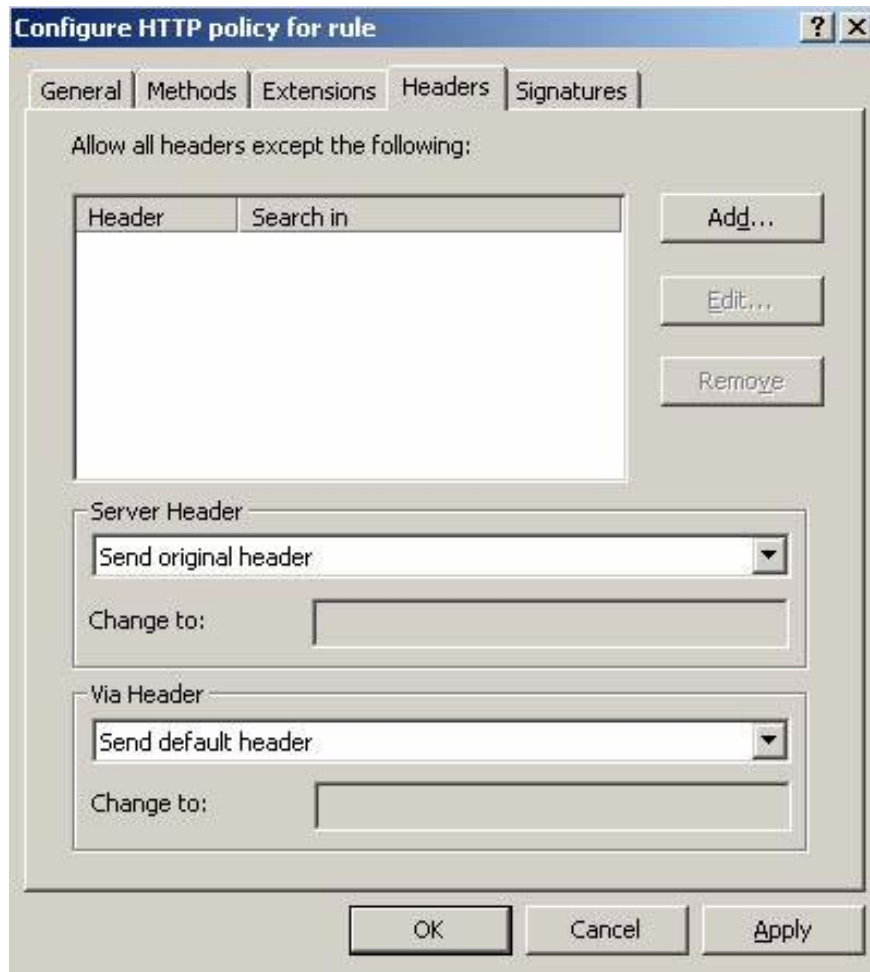 Configure HTTP policy for rule
General Methods Extensions Headers Signatures
Allow all headers except the following:
Header Search in
Add...
Edit...
Remove
Server Header
Send original header
Change to:
Via Header
Send default header
Change to:
OK Cancel Apply